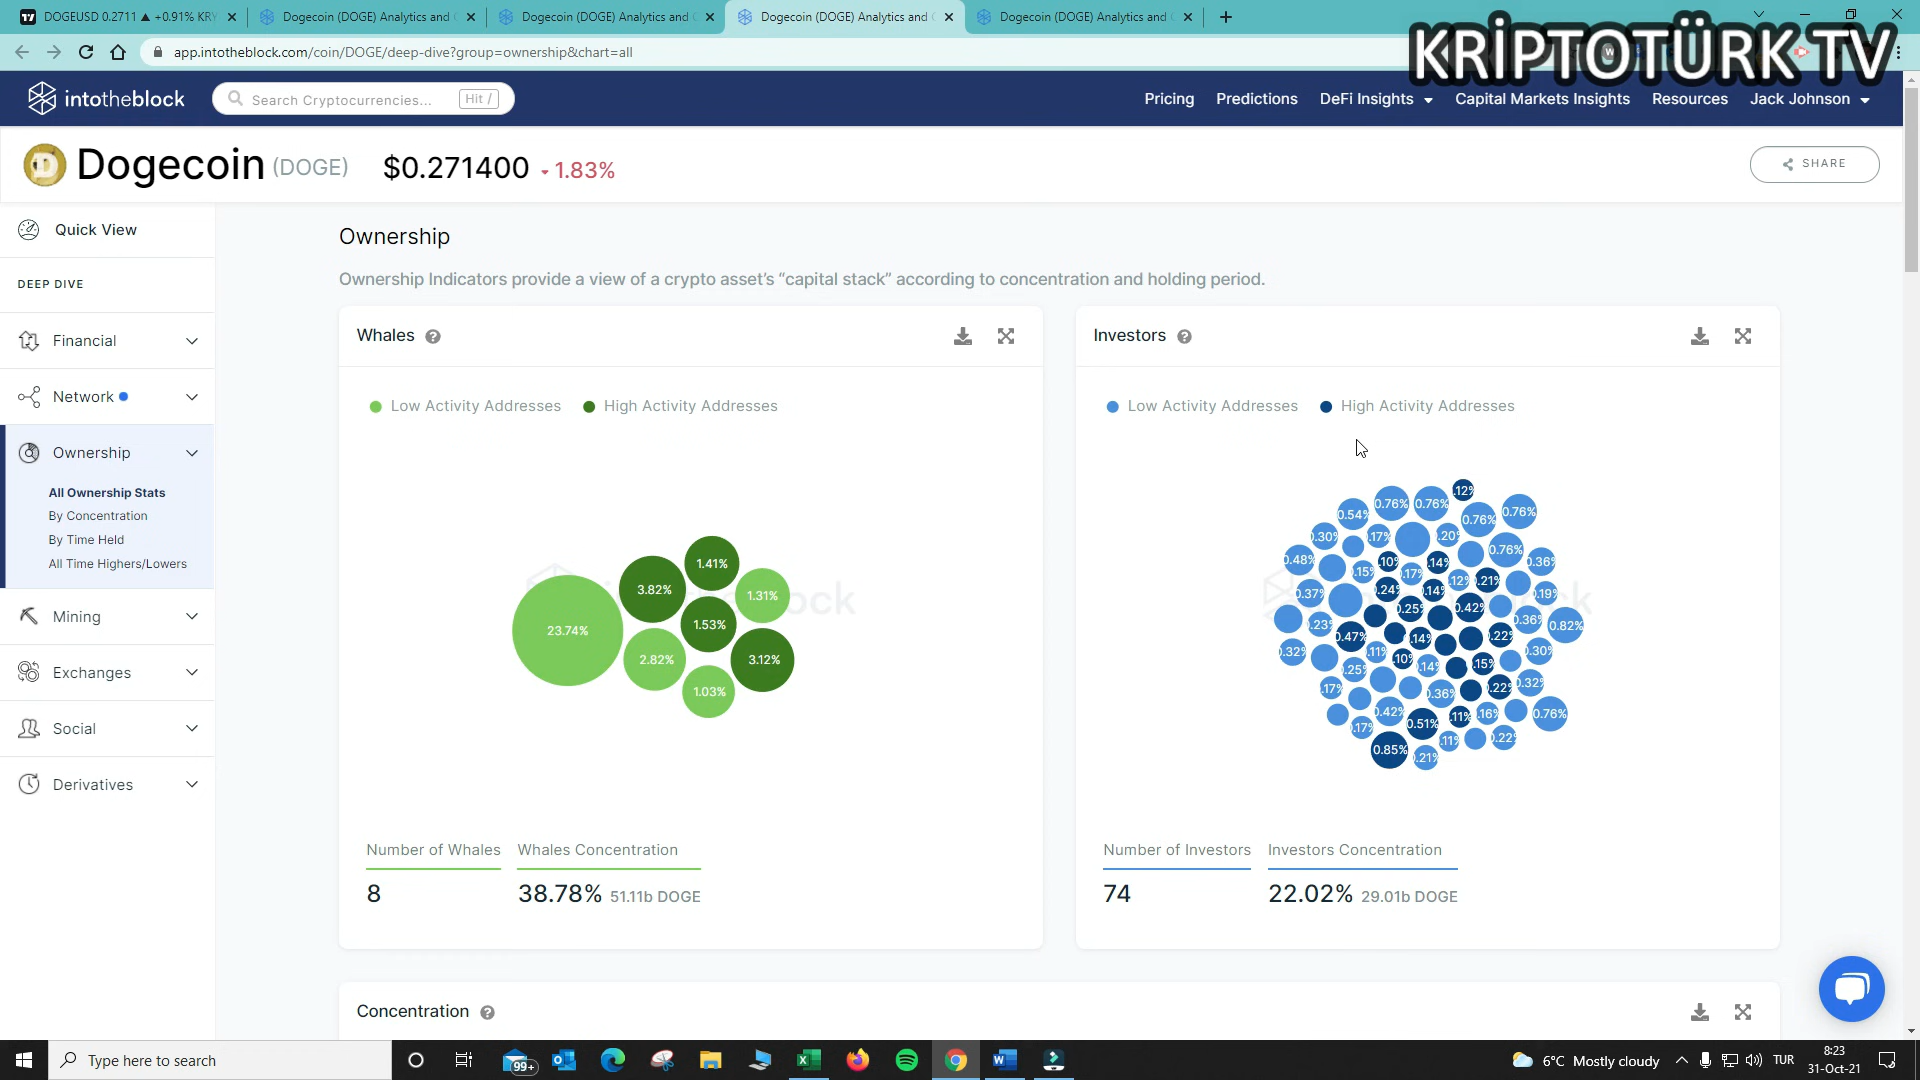 DOGEUSD 0.2711 ▲ +0.91% KRY
Dogecoin (DOGE) Analytics and
Dogecoin (DOGE) Analytics and
Dogecoin (DOGE) Analytics and
Dogecoin (DOGE) Analytics and
KRİPTOTÜRK TV
app.intotheblock.com/coin/DOGE/deep-dive?group=ownership&chart=all
intotheblock
Search Cryptocurrencies...
Hit /
Pricing
Predictions
DeFi Insights
Capital Markets Insights
Resources
Jack Johnson
Dogecoin (DOGE)
$0.271400
1.83%
SHARE
Quick View
DEEP DIVE
Financial
Network
Ownership
All Ownership Stats
By Concentration
By Time Held
All Time Highers/Lowers
Mining
Exchanges
Social
Derivatives
Ownership
Ownership Indicators provide a view of a crypto asset's “capital stack” according to concentration and holding period.
Whales
Low Activity Addresses
High Activity Addresses
1.41%
3.82%
1.31%
23.74%
1.53%
2.82%
3.12%
1.03%
Number of Whales
Whales Concentration
8
38.78% 51.11b DOGE
Investors
Low Activity Addresses
High Activity Addresses
0.76%
0.76%
0.54%
0.76%
0.76%
0.76%
0.82%
0.47%
0.42%
0.36%
0.42%
0.51%
0.76%
0.85%
Number of Investors
Investors Concentration
74
22.02% 29.01b DOGE
Concentration
Type here to search
99+
6°C Mostly cloudy
TUR
8:23
31-Oct-21